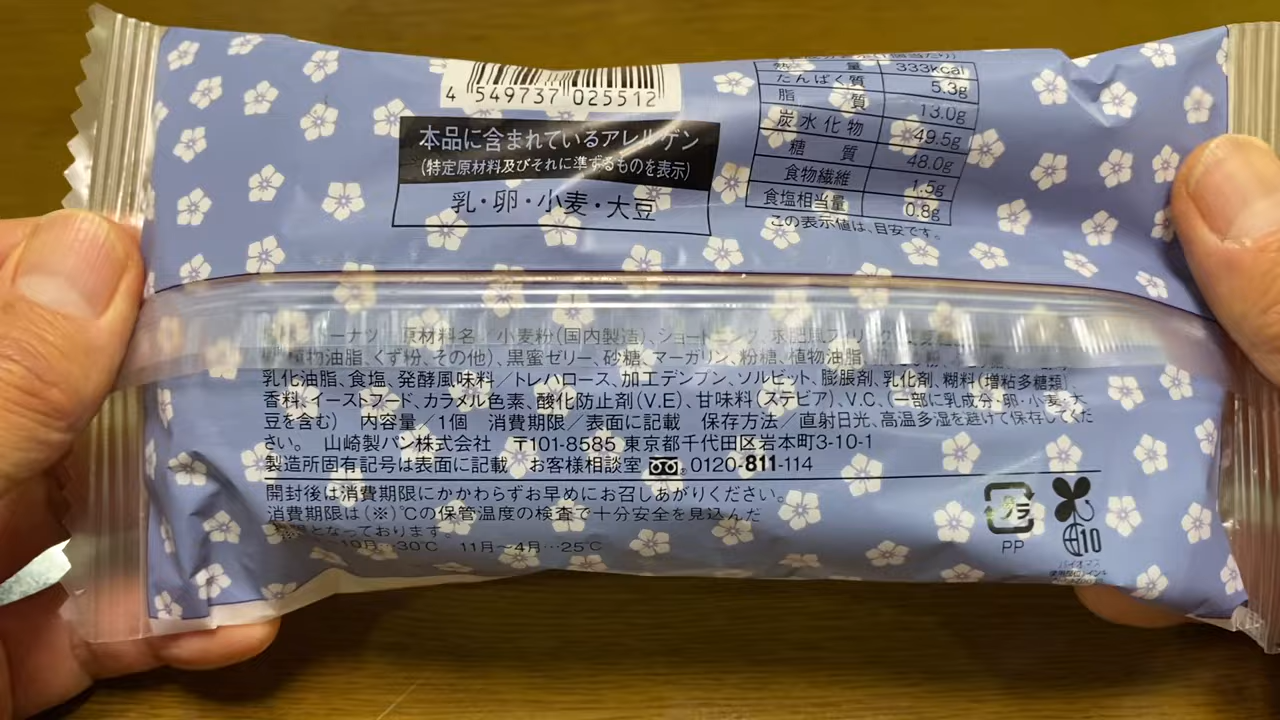 4 549737 025512
本品に含まれているアレルゲン
(特定原材料及びそれに準ずるものを表示)
乳・卵・小麦・大豆
熱量 333kcal
たんぱく質 5.3g
脂質 13.0g
炭水化物 49.5g
糖質 48.0g
食物繊維 1.5g
食塩相当量 0.8g
この表示値は、目安です。
ドーナツ 原材料名 小麦粉(国内製造)、ショートニング、
植物油脂、くず粉、その他)、黒蜜ゼリー、砂糖、マーガリン、粉糖、植物油脂、
乳化油脂、食塩、発酵風味料/トレハロース、加工デンプン、ソルビット、膨脹剤、乳化剤、糊料(増粘多糖類)、
香料、イーストフード、カラメル色素、酸化防止剤(V.E)、甘味料(ステビア)、V.C、(一部に乳成分・卵・小麦・大
豆を含む) 内容量/1個 消費期限/表面に記載 保存方法/直射日光、高温多湿を避けて保存してくだ
さい。 山崎製パン株式会社 〒101-8585 東京都千代田区岩本町3-10-1
製造所固有記号は表面に記載 お客様相談室 0120-811-114
開封後は消費期限にかかわらずお早めにお召しあがりください。
消費期限は(※)℃の保管温度の検査で十分安全を見込んだ
となっております。
10月…30℃ 11月~4月…25℃
プラ
PP
10
バイオマス